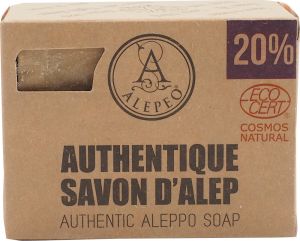 20%
A
ALEPEO
ECO
CERT
COSMOS
NATURAL
AUTHENTIQUE
SAVON D'ALEP
AUTHENTIC ALEPPO SOAP